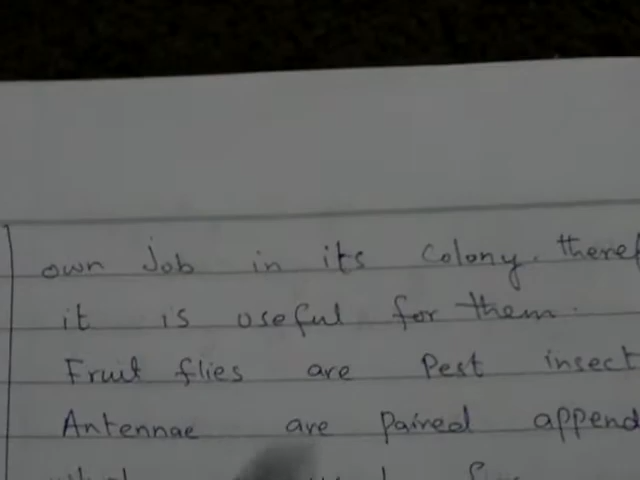 own Job in its Colony. theref
it is useful for them.
Fruit flies are Pest insect
Antennae are Paired append